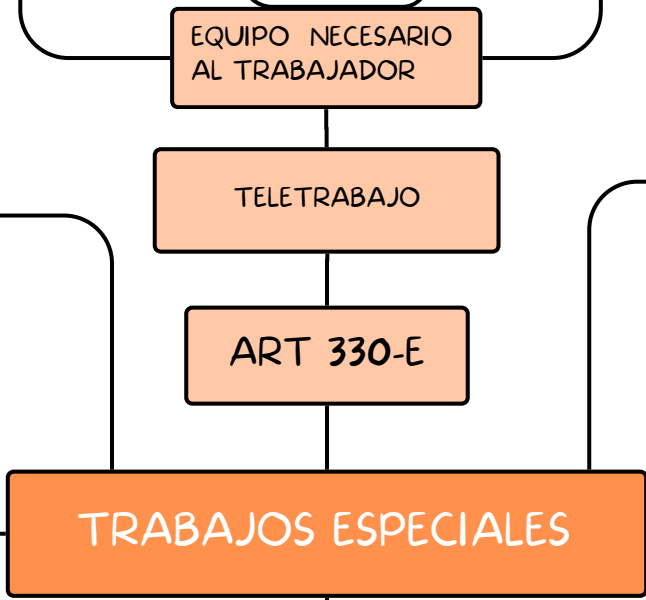 EQUIPO NECESARIO
AL TRABAJADOR
TELETRABAJO
ART 330-E
TRABAJOS ESPECIALES